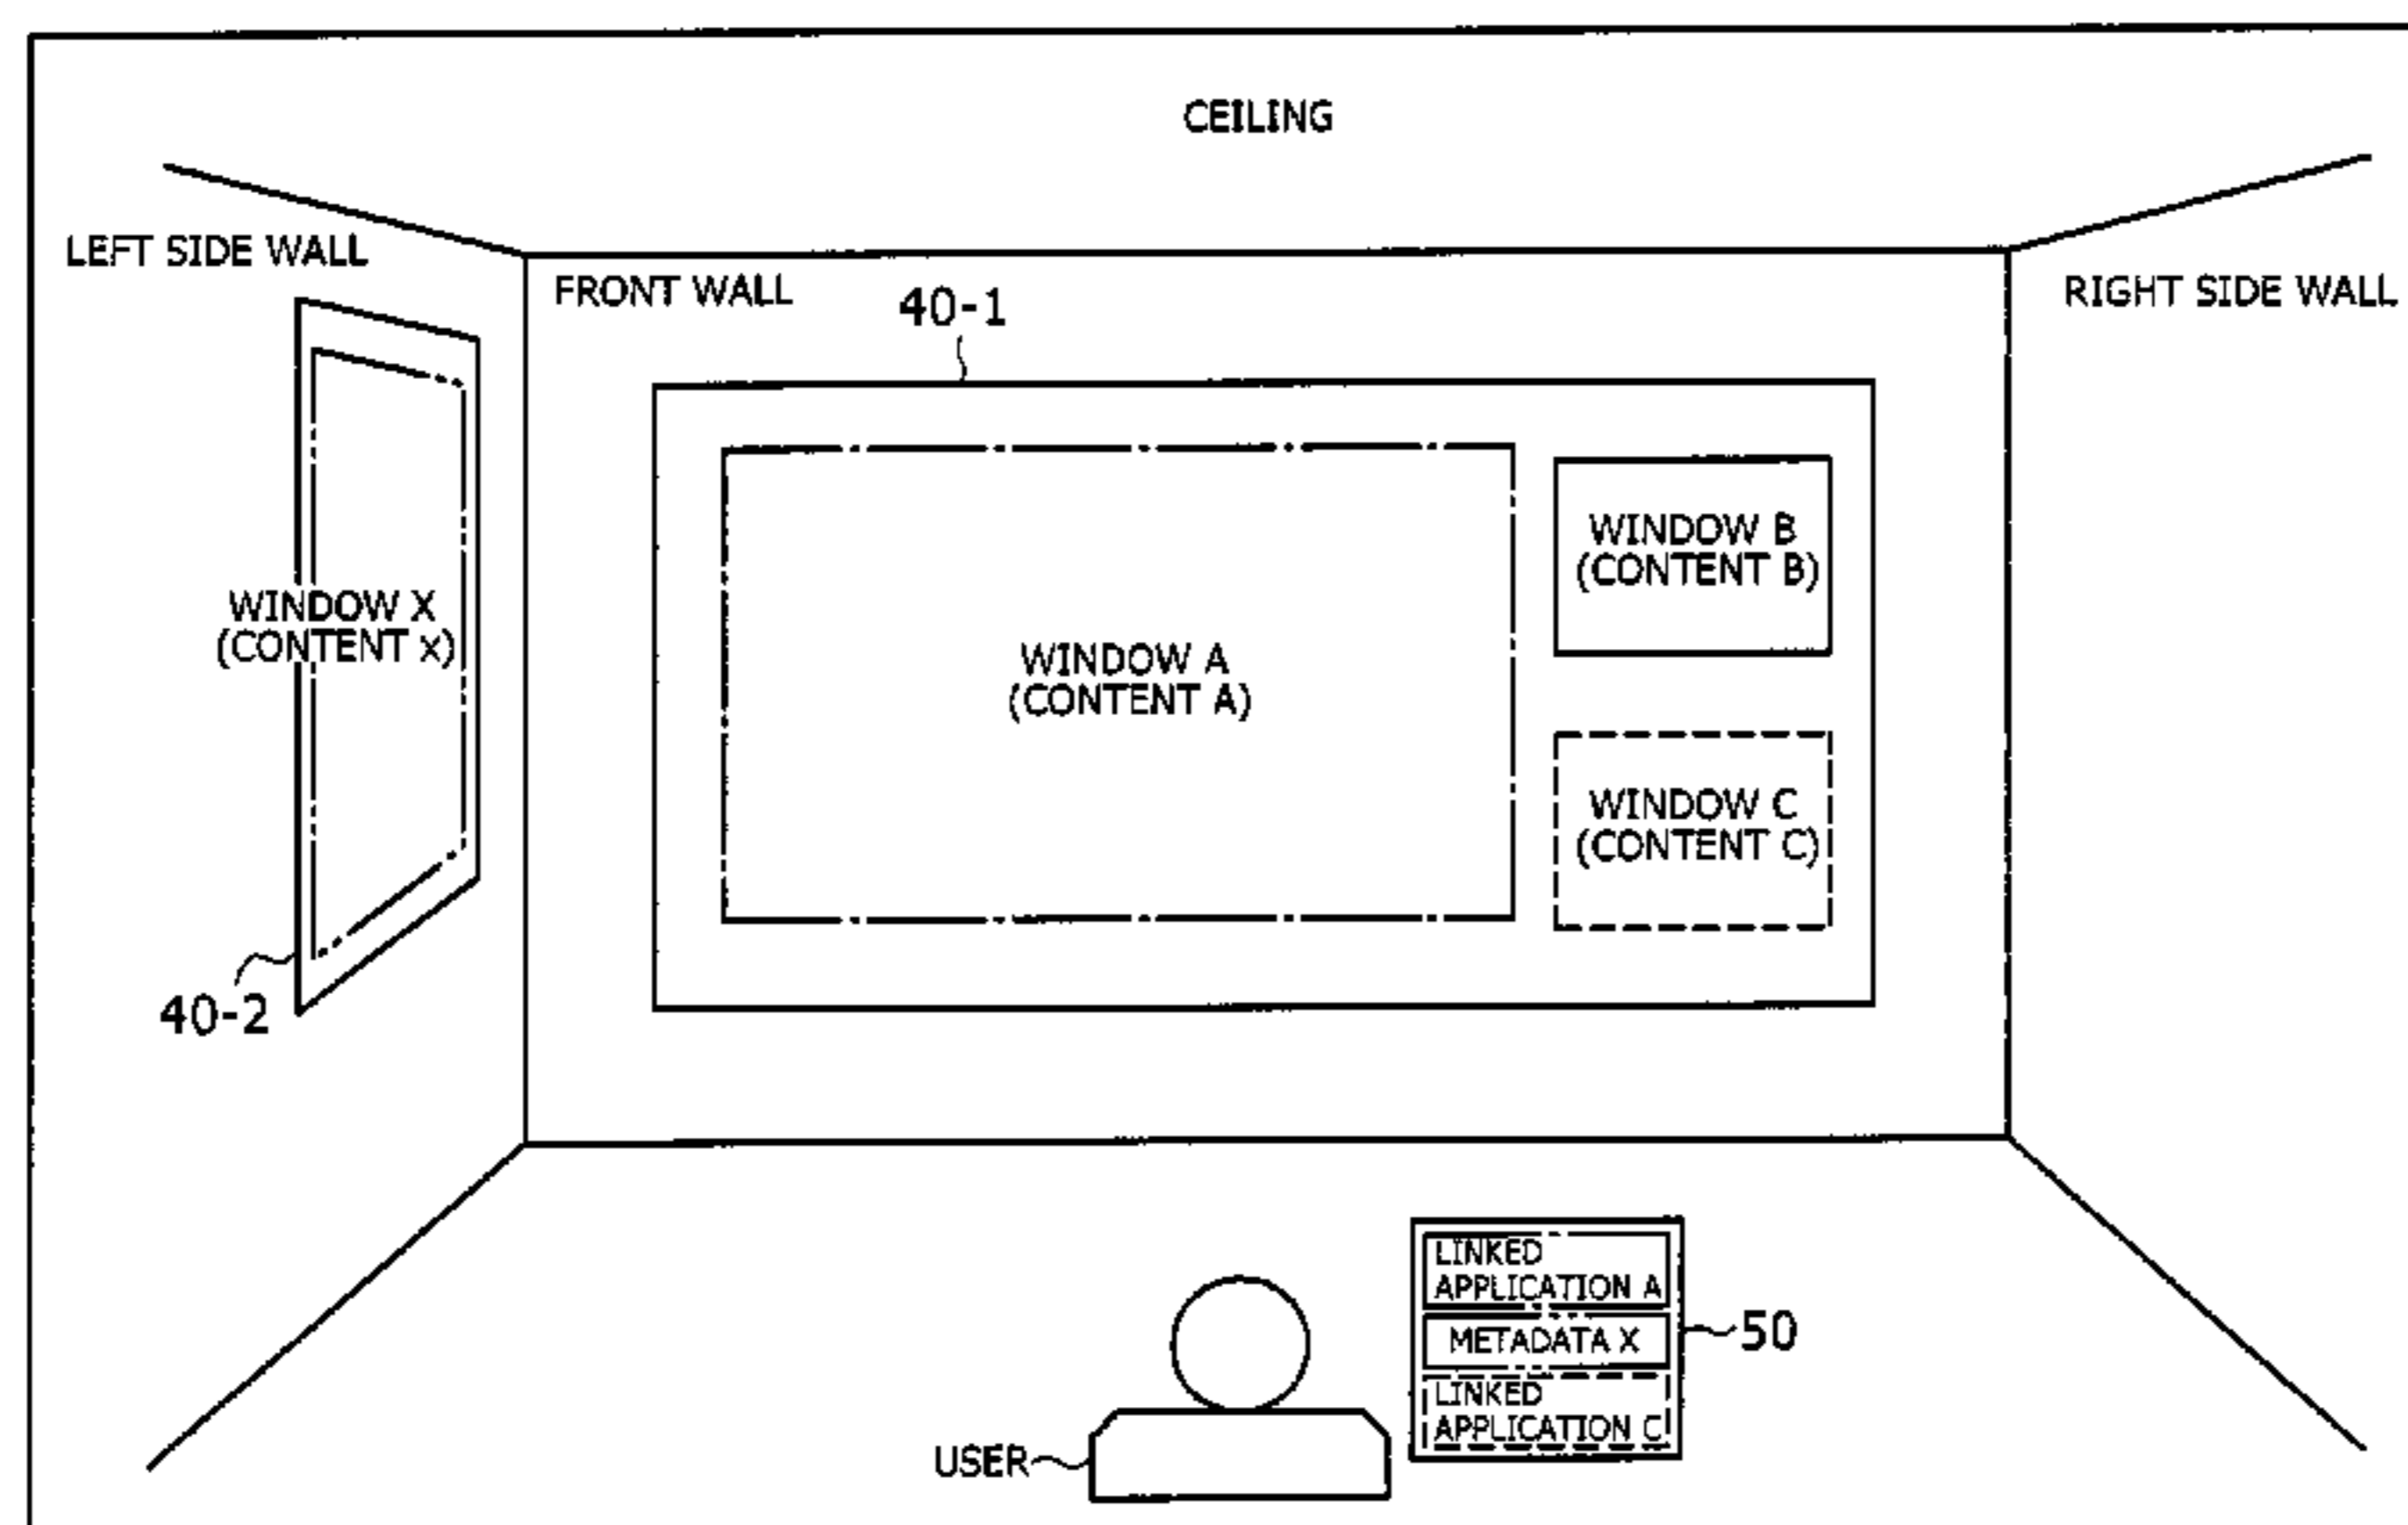 CEILING
LEFT SIDE WALL
FRONT WALL
RIGHT SIDE WALL
40-1
WINDOW X
(CONTENT x)
WINDOW A
(CONTENT A)
WINDOW B
(CONTENT B)
WINDOW C
(CONTENT C)
40-2
LINKED
APPLICATION A
METADATA X
LINKED
APPLICATION C
50
USER